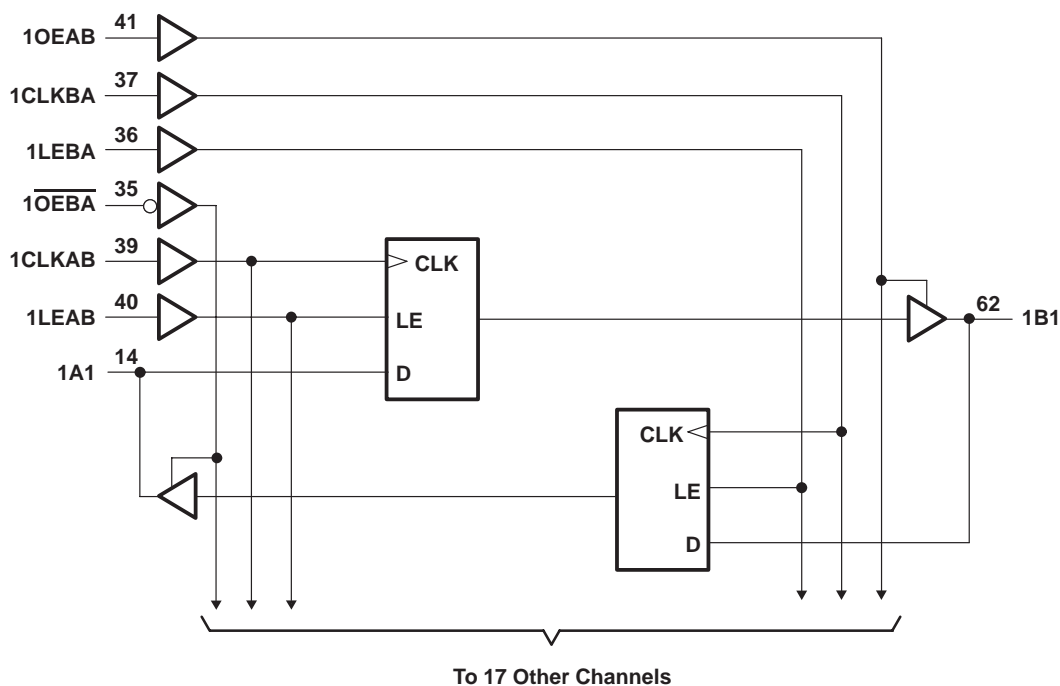 1OEAB 41
1CLKBA 37
1LEBA 36
1O̅E̅B̅A̅ 35
1CLKAB 39
1LEAB 40
1A1 14
CLK
LE
D
62 1B1
CLK
LE
D
To 17 Other Channels